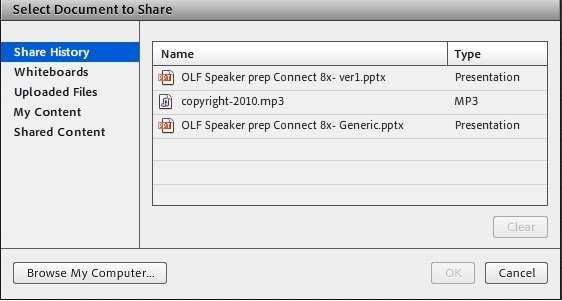 Select Document to Share
Share History
Whiteboards
Uploaded Files
My Content
Shared Content
Name Type
OLF Speaker prep Connect 8x- ver1.pptx Presentation
copyright-2010.mp3 MP3
OLF Speaker prep Connect 8x- Generic.pptx Presentation
Clear
Browse My Computer... OK Cancel